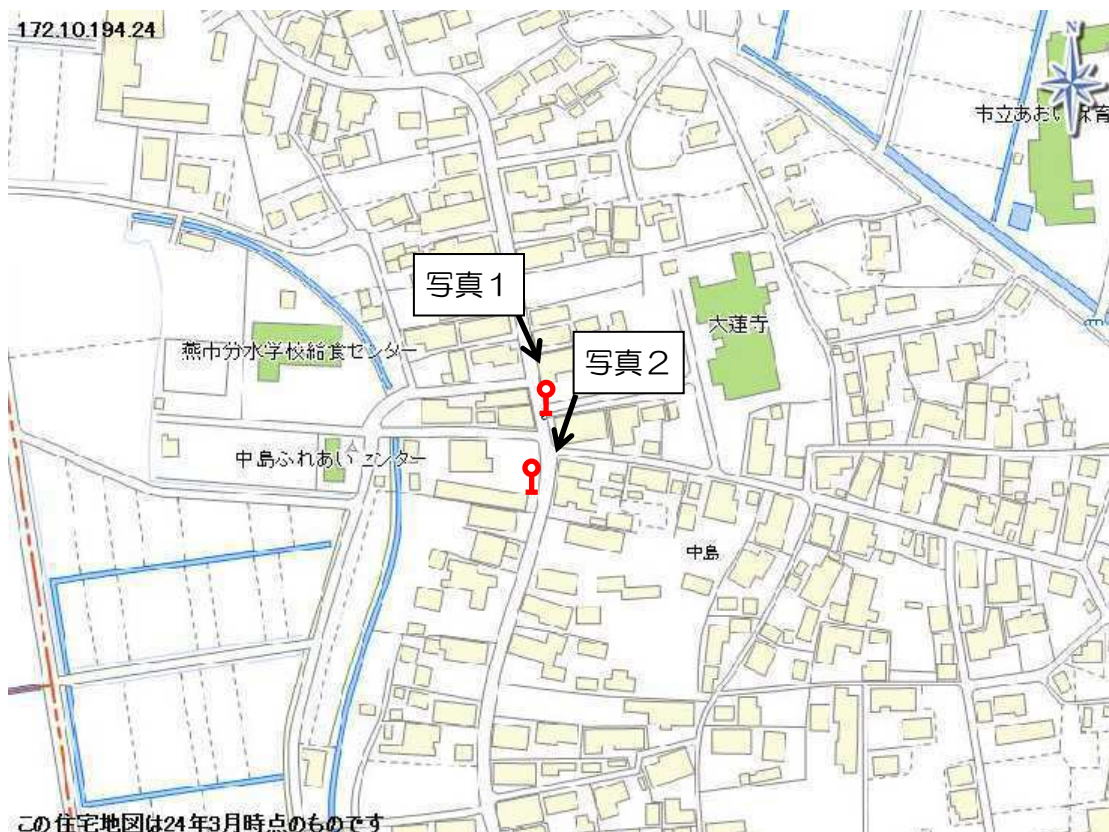 172.10.194.24
N
市立あおい保育
写真１
大蓮寺
燕市分水学校給食センター
写真２
中島ふれあいセンター
中島
この住宅地図は24年3月時点のものです